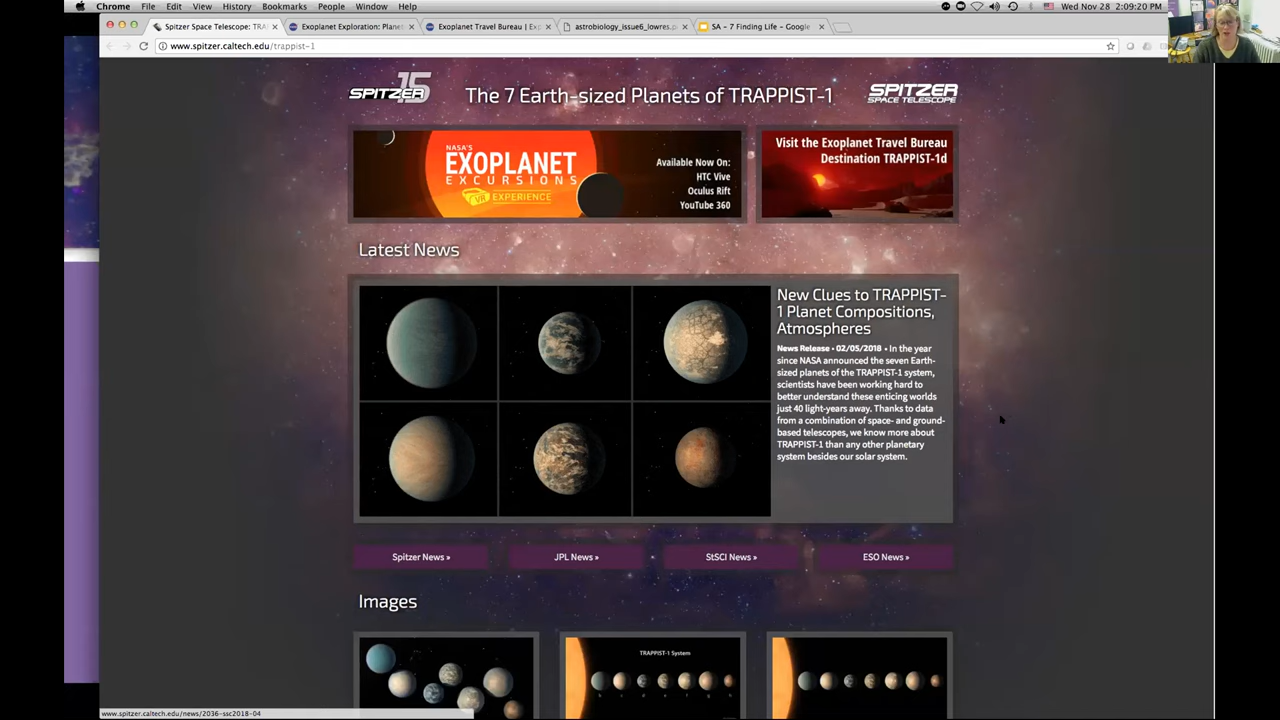 Chrome File Edit View History Bookmarks People Window Help
Wed Nov 28 2:09:20 PM
Spitzer Space Telescope: TRA
Exoplanet Exploration: Plane
Exoplanet Travel Bureau | Exp
astrobiology_issue6_lowres.p
SA – 7 Finding Life – Google
www.spitzer.caltech.edu/trappist-1
SPITZER 15
The 7 Earth-sized Planets of TRAPPIST-1
SPITZER
SPACE TELESCOPE
NASA'S
EXOPLANET
EXCURSIONS
VR EXPERIENCE
Available Now On:
HTC Vive
Oculus Rift
YouTube 360
Visit the Exoplanet Travel Bureau
Destination TRAPPIST-1d
Latest News
New Clues to TRAPPIST-
1 Planet Compositions,
Atmospheres
News Release • 02/05/2018 • In the year
since NASA announced the seven Earth-
sized planets of the TRAPPIST-1 system,
scientists have been working hard to
better understand these enticing worlds
just 40 light-years away. Thanks to data
from a combination of space- and ground-
based telescopes, we know more about
TRAPPIST-1 than any other planetary
system besides our solar system.
Spitzer News »
JPL News »
StSCI News »
ESO News »
Images
TRAPPIST-1 System
www.spitzer.caltech.edu/news/2036-ssc2018-04